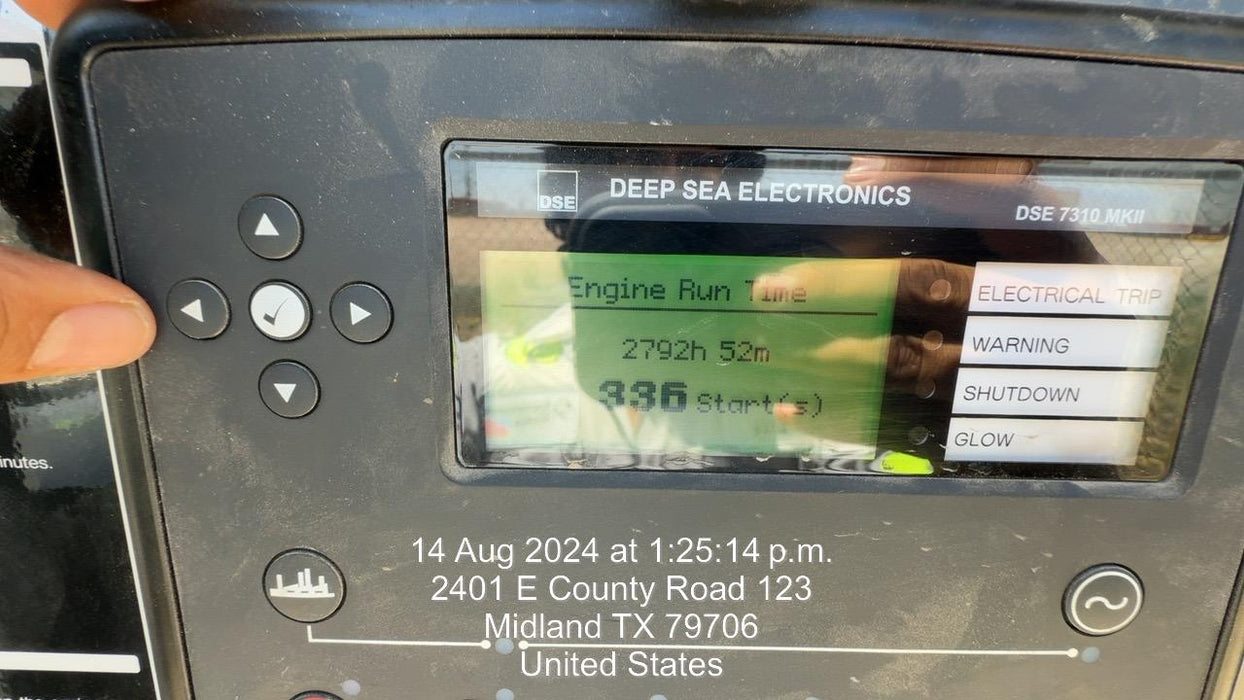 DSE
DEEP SEA ELECTRONICS
DSE 7310 MKII
Engine Run Time
2792h 52m
336 Start(s)
ELECTRICAL TRIP
WARNING
SHUTDOWN
GLOW
inutes.
14 Aug 2024 at 1:25:14 p.m.
2401 E County Road 123
Midland TX 79706
United States